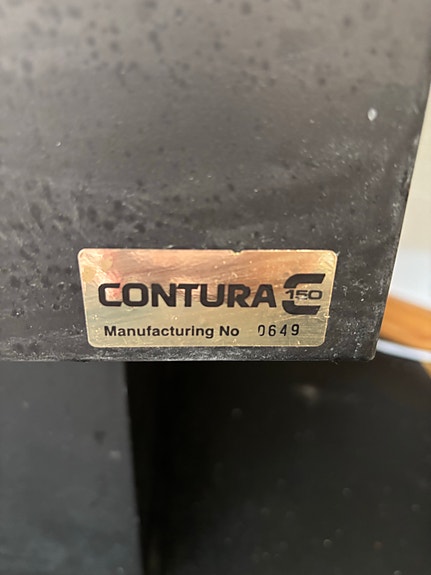 CONTURA C 150
Manufacturing No 0649